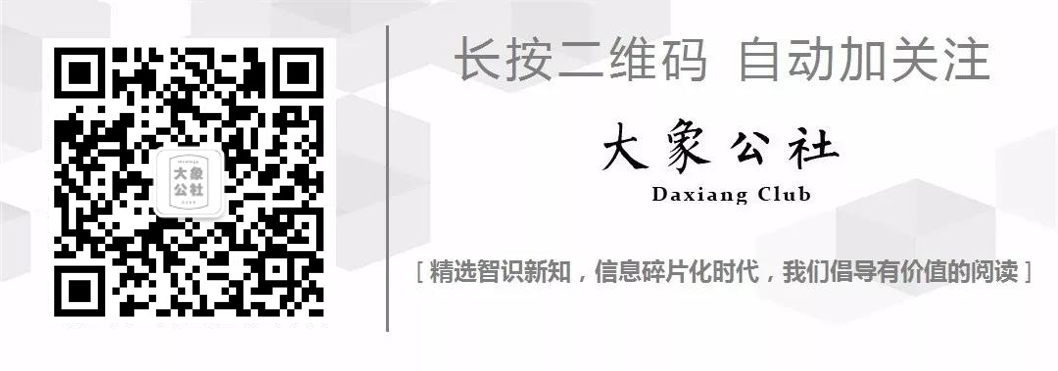 大象
公社
长按二维码 自动加关注
大象公社
Daxiang Club
[ 精选智识新知，信息碎片化时代，我们倡导有价值的阅读 ]